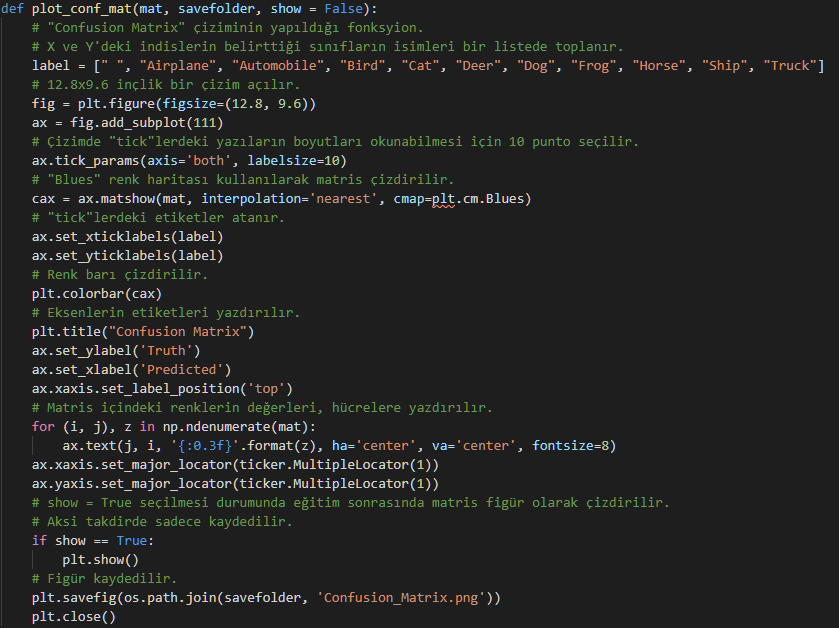 def plot_conf_mat(mat, savefolder, show = False):
    # "Confusion Matrix" çiziminin yapıldığı fonksyion.
    # X ve Y'deki indislerin belirttiği sınıfların isimleri bir listede toplanır.
    label = [" ", "Airplane", "Automobile", "Bird", "Cat", "Deer", "Dog", "Frog", "Horse", "Ship", "Truck"]
    # 12.8x9.6 inçlik bir çizim açılır.
    fig = plt.figure(figsize=(12.8, 9.6))
    ax = fig.add_subplot(111)
    # Çizimde "tick"lerdeki yazıların boyutları okunabilmesi için 10 punto seçilir.
    ax.tick_params(axis='both', labelsize=10)
    # "Blues" renk haritası kullanılarak matris çizdirilir.
    cax = ax.matshow(mat, interpolation='nearest', cmap=plt.cm.Blues)
    # "tick"lerdeki etiketler atanır.
    ax.set_xticklabels(label)
    ax.set_yticklabels(label)
    # Renk barı çizdirilir.
    plt.colorbar(cax)
    # Eksenlerin etiketleri yazdırılır.
    plt.title("Confusion Matrix")
    ax.set_ylabel('Truth')
    ax.set_xlabel('Predicted')
    ax.xaxis.set_label_position('top')
    # Matris içindeki renklerin değerleri, hücrelere yazdırılır.
    for (i, j), z in np.ndenumerate(mat):
        ax.text(j, i, '{:0.3f}'.format(z), ha='center', va='center', fontsize=8)
    ax.xaxis.set_major_locator(ticker.MultipleLocator(1))
    ax.yaxis.set_major_locator(ticker.MultipleLocator(1))
    # show = True seçilmesi durumunda eğitim sonrasında matris figür olarak çizdirilir.
    # Aksi takdirde sadece kaydedilir.
    if show == True:
        plt.show()
    # Figür kaydedilir.
    plt.savefig(os.path.join(savefolder, 'Confusion_Matrix.png'))
    plt.close()